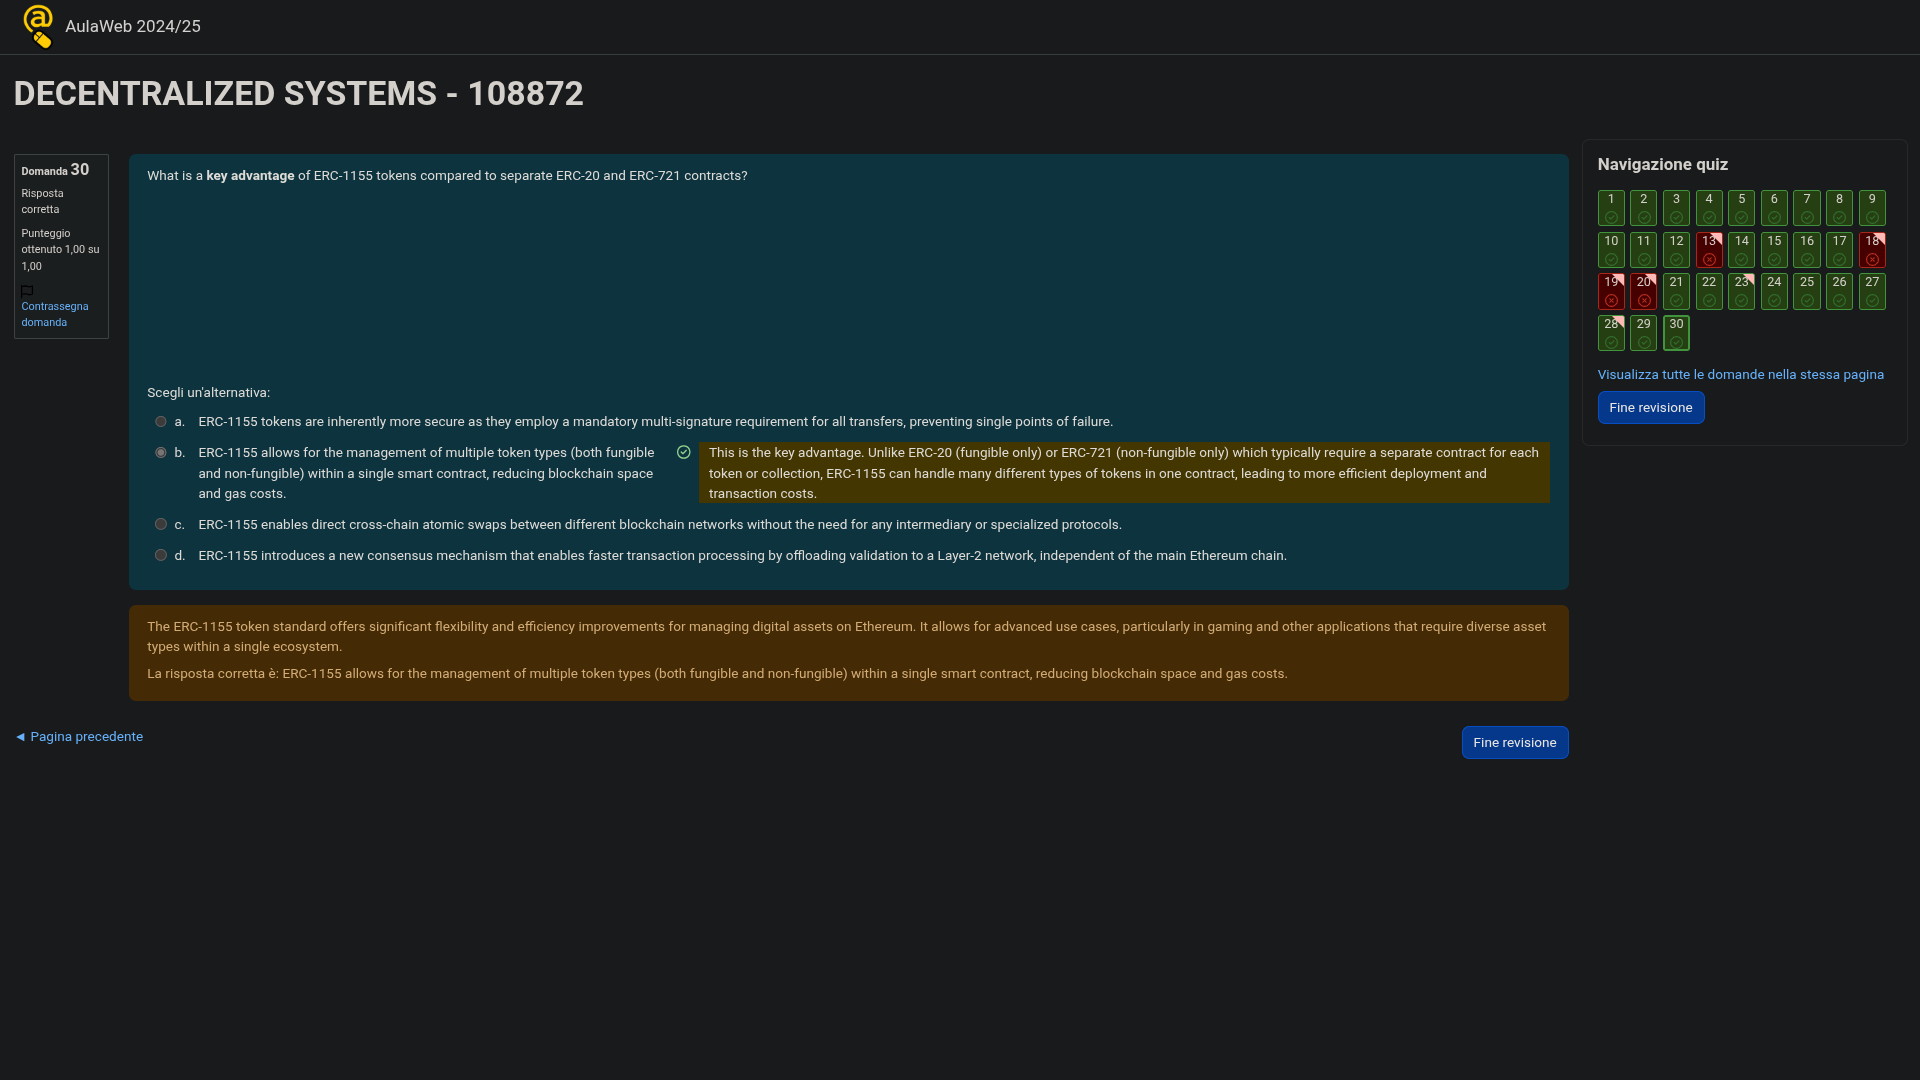 AulaWeb 2024/25
DECENTRALIZED SYSTEMS - 108872
Domanda 30
Risposta
corretta
Punteggio
ottenuto 1,00 su
1,00
Contrassegna
domanda
What is a key advantage of ERC-1155 tokens compared to separate ERC-20 and ERC-721 contracts?
Scegli un'alternativa:
a. ERC-1155 tokens are inherently more secure as they employ a mandatory multi-signature requirement for all transfers, preventing single points of failure.
b. ERC-1155 allows for the management of multiple token types (both fungible
and non-fungible) within a single smart contract, reducing blockchain space
and gas costs.
This is the key advantage. Unlike ERC-20 (fungible only) or ERC-721 (non-fungible only) which typically require a separate contract for each
token or collection, ERC-1155 can handle many different types of tokens in one contract, leading to more efficient deployment and
transaction costs.
c. ERC-1155 enables direct cross-chain atomic swaps between different blockchain networks without the need for any intermediary or specialized protocols.
d. ERC-1155 introduces a new consensus mechanism that enables faster transaction processing by offloading validation to a Layer-2 network, independent of the main Ethereum chain.
The ERC-1155 token standard offers significant flexibility and efficiency improvements for managing digital assets on Ethereum. It allows for advanced use cases, particularly in gaming and other applications that require diverse asset
types within a single ecosystem.
La risposta corretta è: ERC-1155 allows for the management of multiple token types (both fungible and non-fungible) within a single smart contract, reducing blockchain space and gas costs.
◄ Pagina precedente
Fine revisione
Navigazione quiz
1 2 3 4 5 6 7 8 9
10 11 12 13 14 15 16 17 18
19 20 21 22 23 24 25 26 27
28 29 30
Visualizza tutte le domande nella stessa pagina
Fine revisione